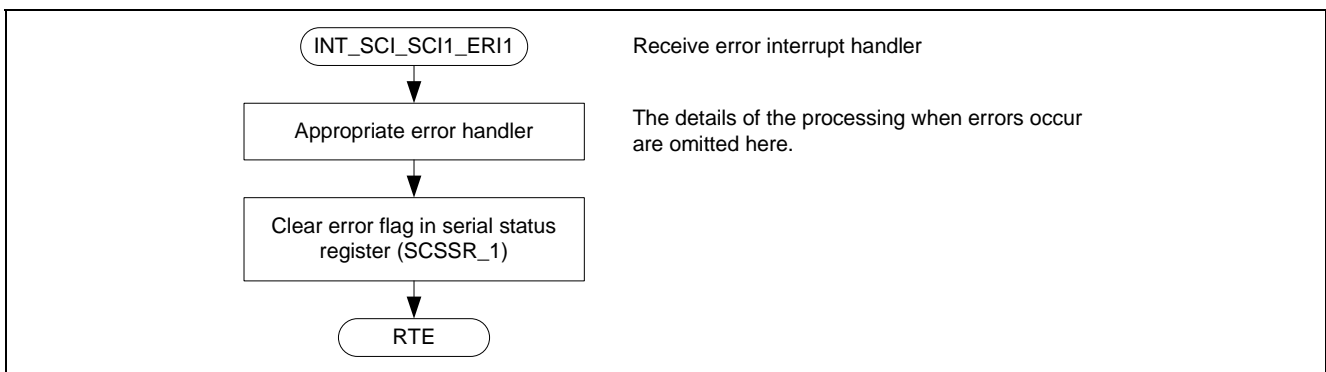 INT_SCI_SCI1_ERI1
Receive error interrupt handler
Appropriate error handler
The details of the processing when errors occur
are omitted here.
Clear error flag in serial status
register (SCSSR_1)
RTE